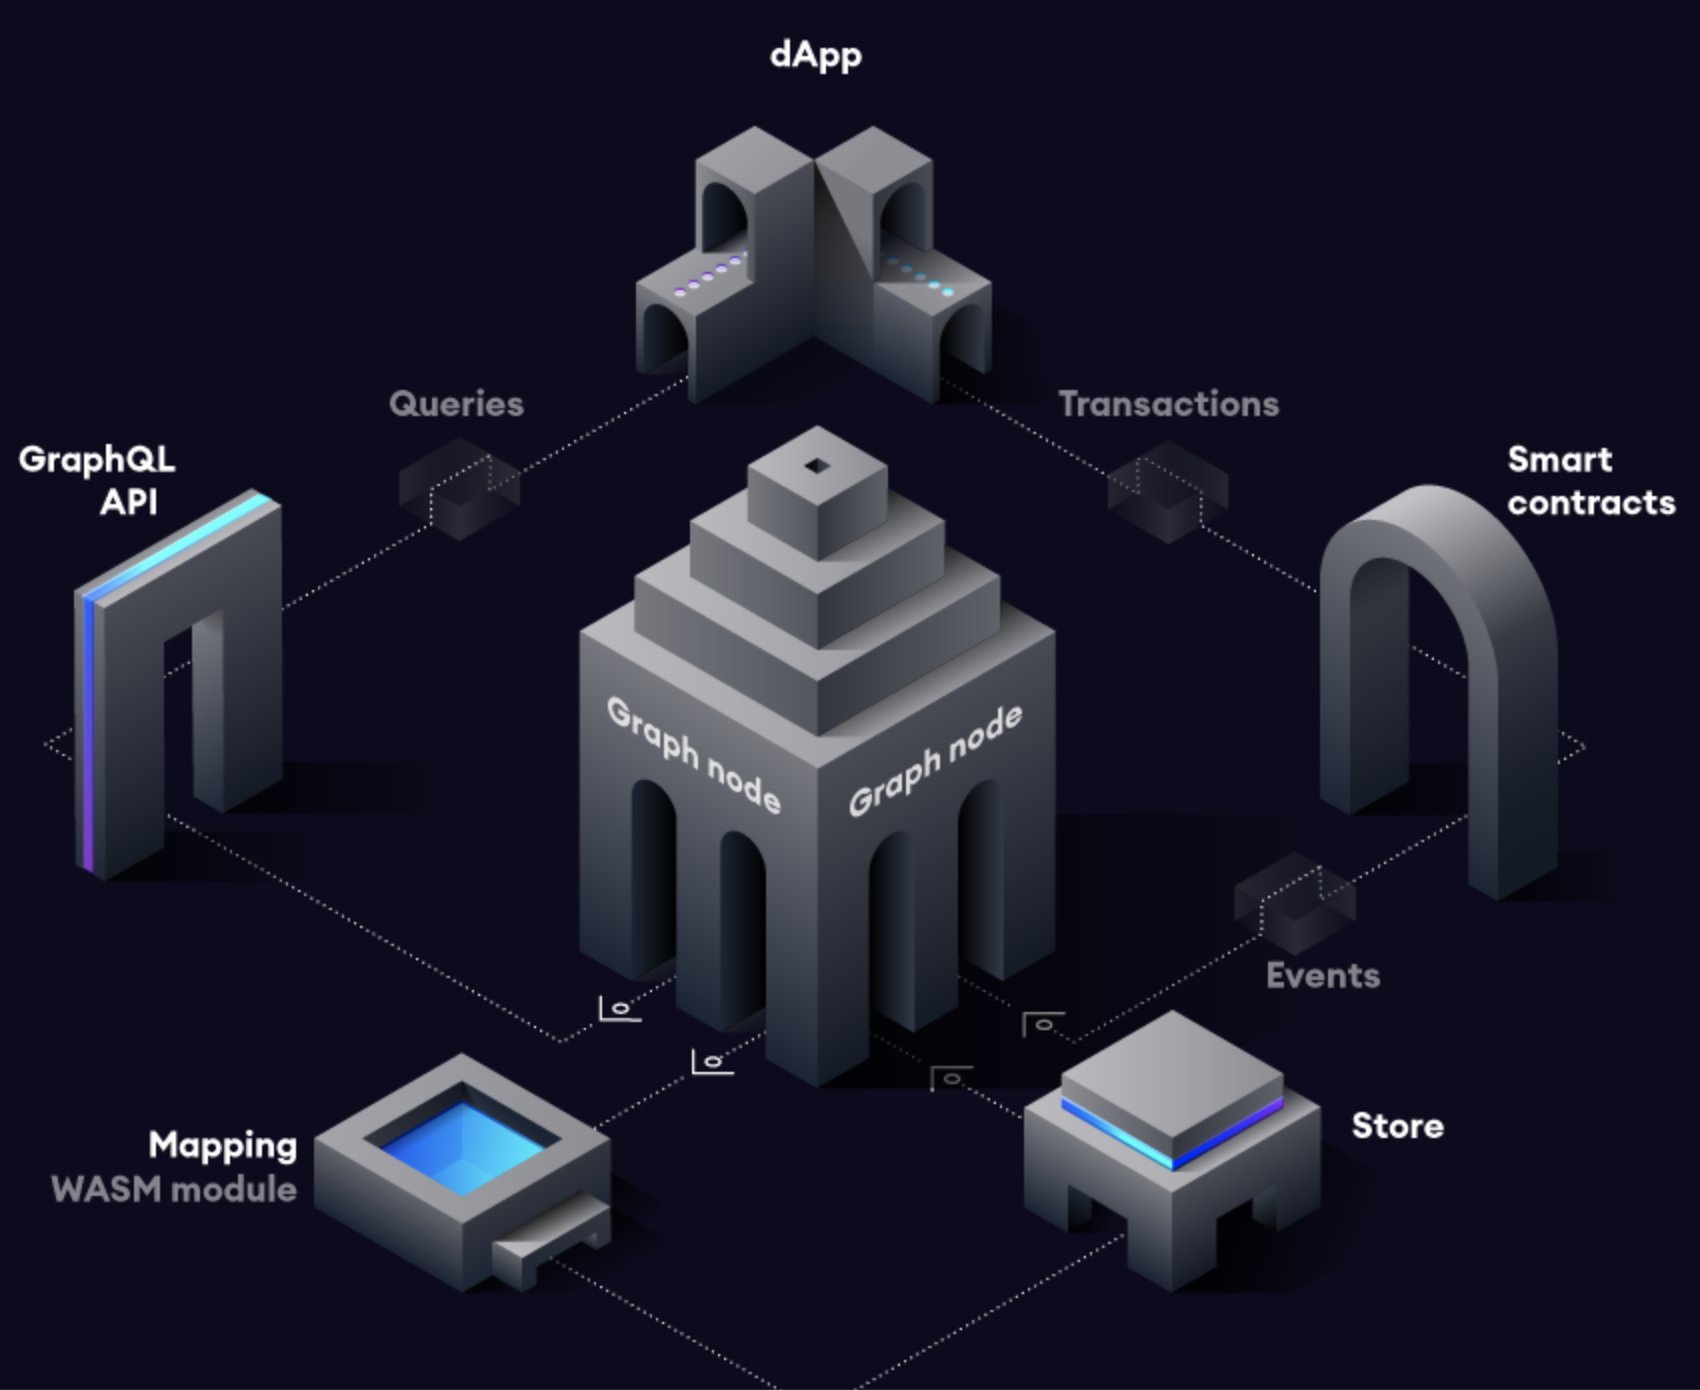 dApp
Queries
Transactions
GraphQL
API
Smart
contracts
Graph node
Graph node
Events
Mapping
WASM module
Store